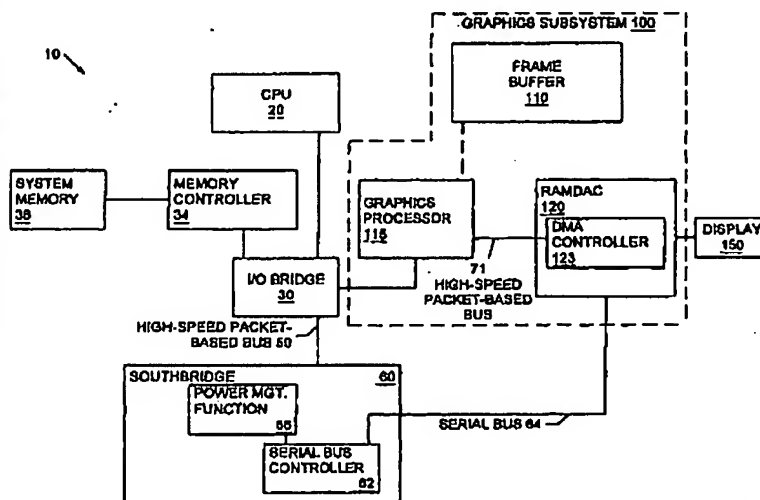 GRAPHICS SUBSYSTEM 100
10
FRAME
BUFFER
110
CPU
20
SYSTEM
MEMORY
38
MEMORY
CONTROLLER
34
GRAPHICS
PROCESSOR
115
RAMDAC
120
DMA
CONTROLLER
123
DISPLAY
150
71
HIGH-SPEED
PACKET-BASED
BUS
I/O BRIDGE
30
HIGH-SPEED PACKET-
BASED BUS 50
SOUTHBRIDGE 60
POWER MGT.
FUNCTION
66
SERIAL BUS
CONTROLLER
62
SERIAL BUS 64